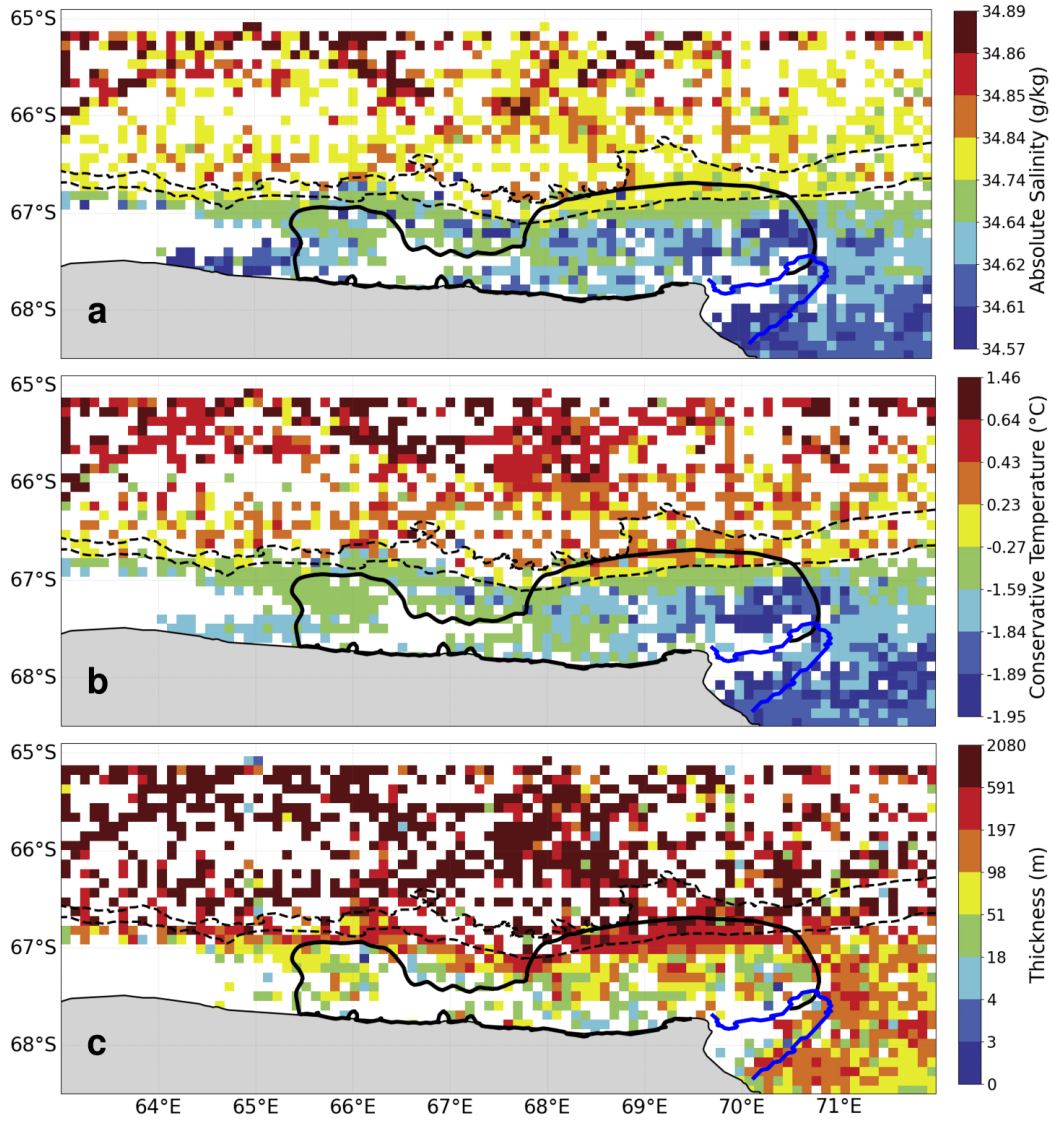 65°S
66°S
67°S
68°S
a
34.89
34.86
34.85
34.84
34.74
34.64
34.62
34.61
34.57
Absolute Salinity (g/kg)
65°S
66°S
67°S
68°S
b
1.46
0.64
0.43
0.23
-0.27
-1.59
-1.84
-1.89
-1.95
Conservative Temperature (°C)
65°S
66°S
67°S
68°S
c
2080
591
197
98
51
18
4
3
0
Thickness (m)
64°E 65°E 66°E 67°E 68°E 69°E 70°E 71°E